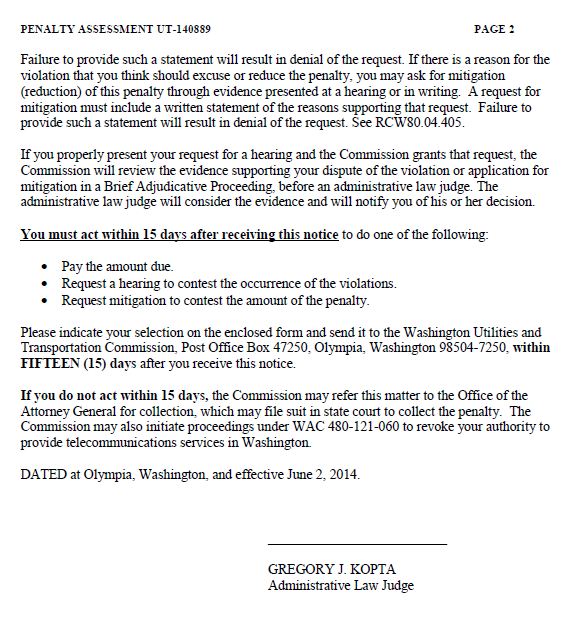 PENALTY ASSESSMENT UT-140889 PAGE 2
Failure to provide such a statement will result in denial of the request. If there is a reason for the
violation that you think should excuse or reduce the penalty, you may ask for mitigation
(reduction) of this penalty through evidence presented at a hearing or in writing. A request for
mitigation must include a written statement of the reasons supporting that request. Failure to
provide such a statement will result in denial of the request. See RCW80.04.405.
If you properly present your request for a hearing and the Commission grants that request, the
Commission will review the evidence supporting your dispute of the violation or application for
mitigation in a Brief Adjudicative Proceeding, before an administrative law judge. The
administrative law judge will consider the evidence and will notify you of his or her decision.
You must act within 15 days after receiving this notice to do one of the following:
• Pay the amount due.
• Request a hearing to contest the occurrence of the violations.
• Request mitigation to contest the amount of the penalty.
Please indicate your selection on the enclosed form and send it to the Washington Utilities and
Transportation Commission, Post Office Box 47250, Olympia, Washington 98504-7250, within
FIFTEEN (15) days after you receive this notice.
If you do not act within 15 days, the Commission may refer this matter to the Office of the
Attorney General for collection, which may file suit in state court to collect the penalty. The
Commission may also initiate proceedings under WAC 480-121-060 to revoke your authority to
provide telecommunications services in Washington.
DATED at Olympia, Washington, and effective June 2, 2014.
GREGORY J. KOPTA
Administrative Law Judge